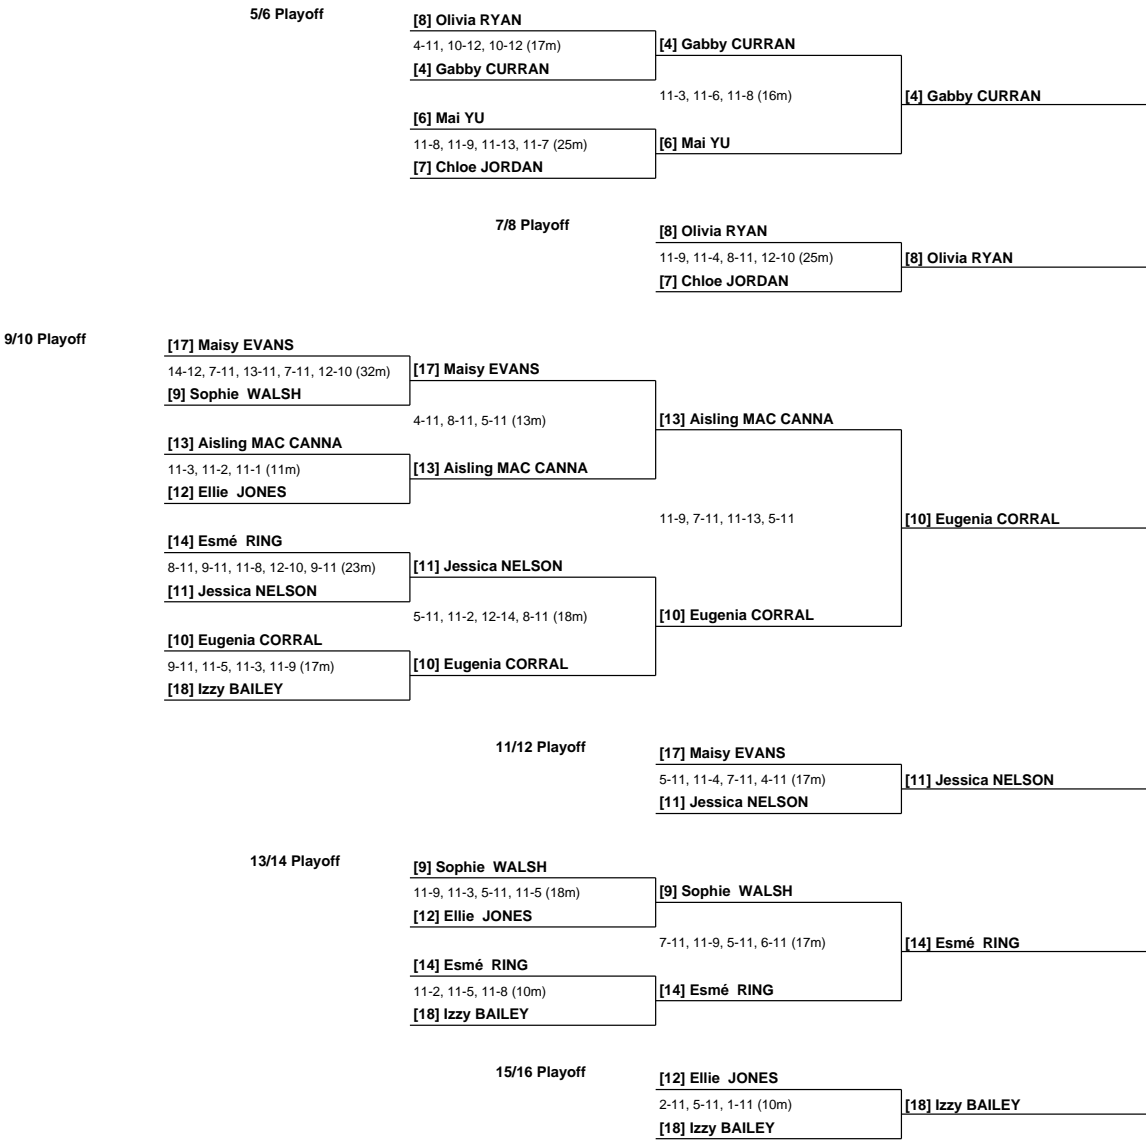 5/6 Playoff
[8] Olivia RYAN
4-11, 10-12, 10-12 (17m)
[4] Gabby CURRAN
[4] Gabby CURRAN
11-3, 11-6, 11-8 (16m)
[4] Gabby CURRAN
[6] Mai YU
11-8, 11-9, 11-13, 11-7 (25m)
[6] Mai YU
[7] Chloe JORDAN
7/8 Playoff
[8] Olivia RYAN
11-9, 11-4, 8-11, 12-10 (25m)
[8] Olivia RYAN
[7] Chloe JORDAN
9/10 Playoff
[17] Maisy EVANS
14-12, 7-11, 13-11, 7-11, 12-10 (32m)
[17] Maisy EVANS
[9] Sophie WALSH
4-11, 8-11, 5-11 (13m)
[13] Aisling MAC CANNA
[13] Aisling MAC CANNA
11-3, 11-2, 11-1 (11m)
[13] Aisling MAC CANNA
[12] Ellie JONES
11-9, 7-11, 11-13, 5-11
[10] Eugenia CORRAL
[14] Esmé RING
8-11, 9-11, 11-8, 12-10, 9-11 (23m)
[11] Jessica NELSON
[11] Jessica NELSON
5-11, 11-2, 12-14, 8-11 (18m)
[10] Eugenia CORRAL
[10] Eugenia CORRAL
9-11, 11-5, 11-3, 11-9 (17m)
[10] Eugenia CORRAL
[18] Izzy BAILEY
11/12 Playoff
[17] Maisy EVANS
5-11, 11-4, 7-11, 4-11 (17m)
[11] Jessica NELSON
[11] Jessica NELSON
13/14 Playoff
[9] Sophie WALSH
11-9, 11-3, 5-11, 11-5 (18m)
[9] Sophie WALSH
[12] Ellie JONES
7-11, 11-9, 5-11, 6-11 (17m)
[14] Esmé RING
[14] Esmé RING
11-2, 11-5, 11-8 (10m)
[14] Esmé RING
[18] Izzy BAILEY
15/16 Playoff
[12] Ellie JONES
2-11, 5-11, 1-11 (10m)
[18] Izzy BAILEY
[18] Izzy BAILEY